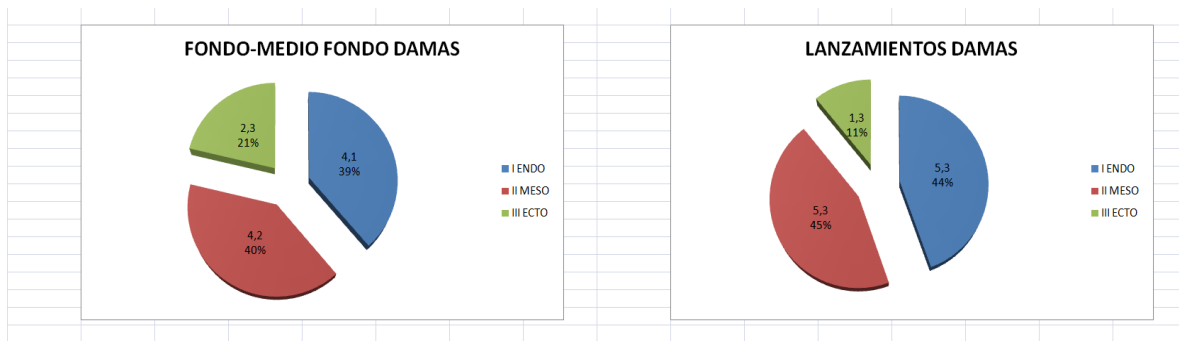 FONDO-MEDIO FONDO DAMAS
2,3
21%
4,1
39%
4,2
40%
I ENDO
II MESO
III ECTO
LANZAMIENTOS DAMAS
1,3
11%
5,3
44%
5,3
45%
I ENDO
II MESO
III ECTO